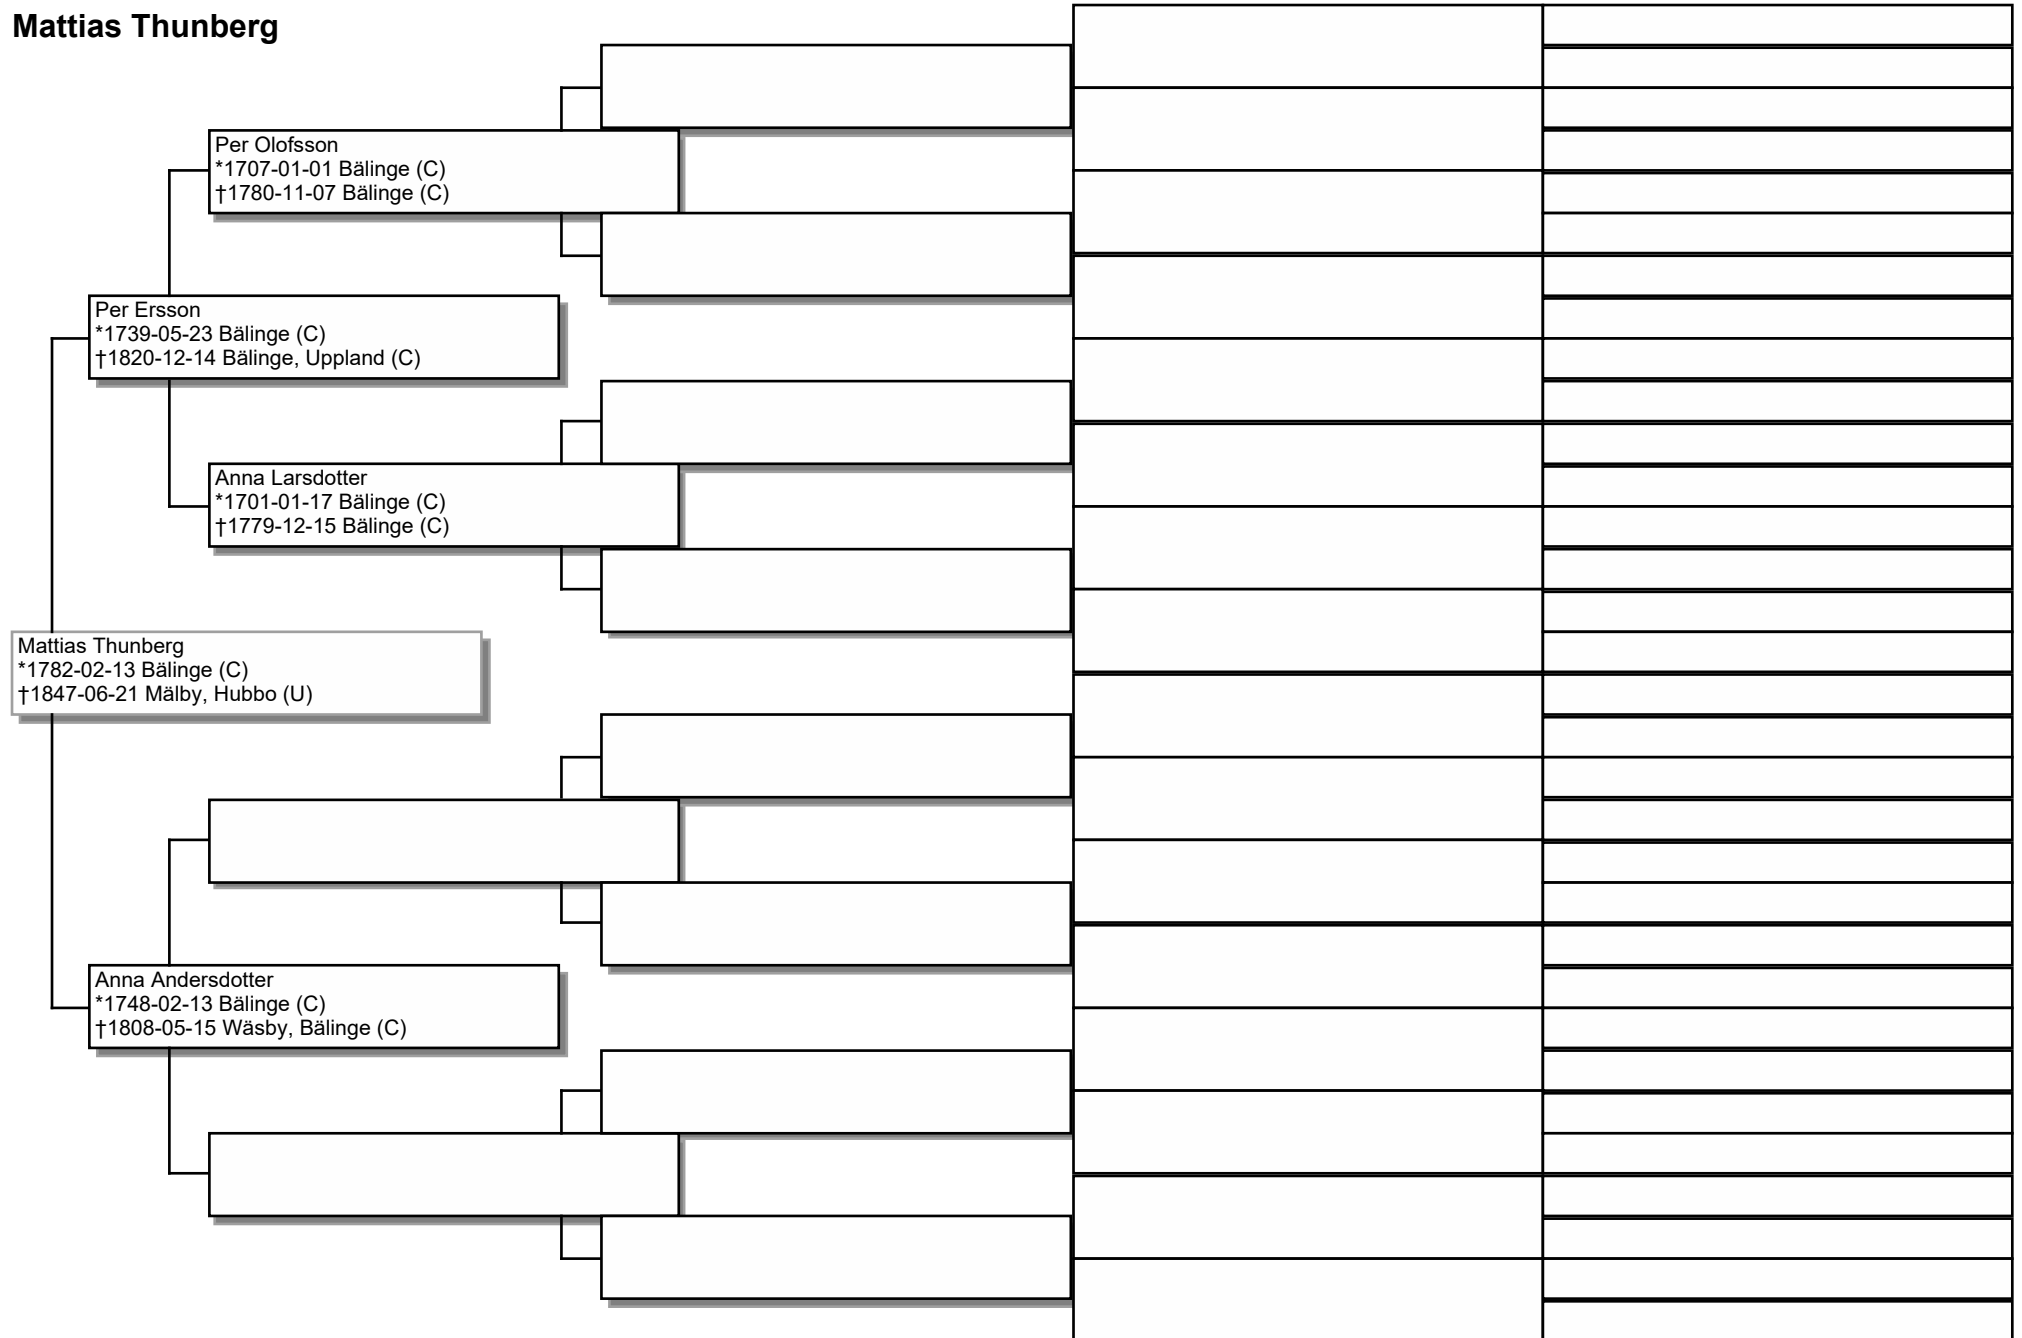 Mattias Thunberg
Per Olofsson
*1707-01-01 Bälinge (C)
†1780-11-07 Bälinge (C)
Per Ersson
*1739-05-23 Bälinge (C)
†1820-12-14 Bälinge, Uppland (C)
Anna Larsdotter
*1701-01-17 Bälinge (C)
†1779-12-15 Bälinge (C)
Mattias Thunberg
*1782-02-13 Bälinge (C)
†1847-06-21 Mälby, Hubbo (U)
Anna Andersdotter
*1748-02-13 Bälinge (C)
†1808-05-15 Wäsby, Bälinge (C)